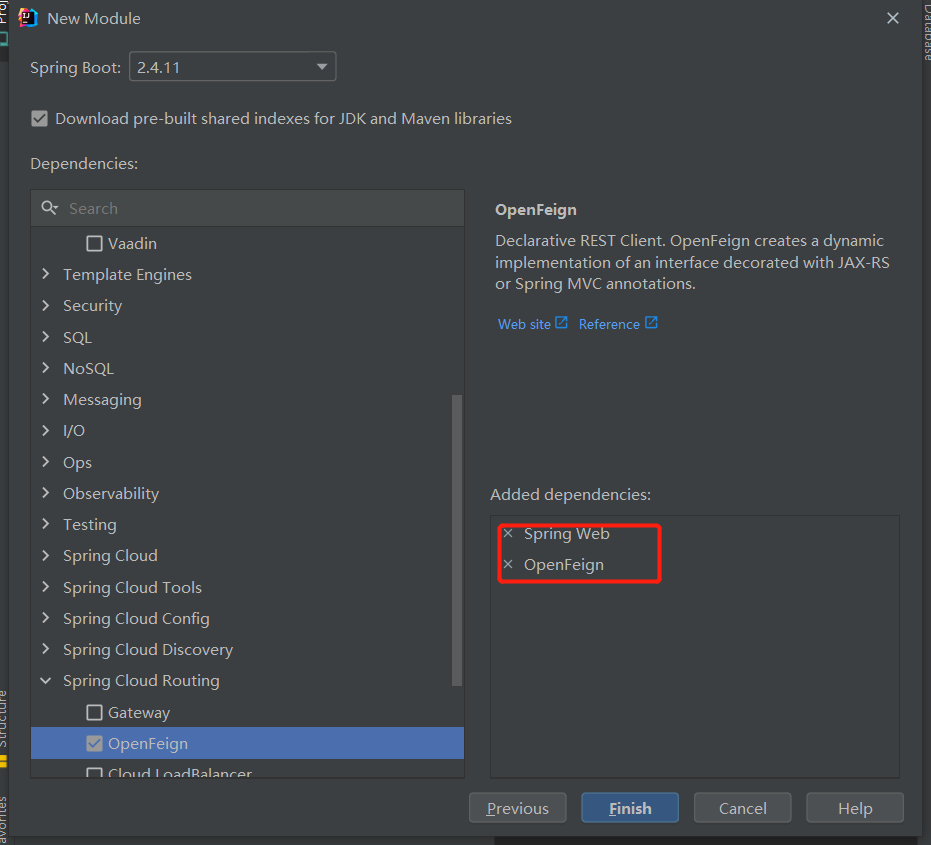 New Module
Spring Boot: 2.4.11
Download pre-built shared indexes for JDK and Maven libraries
Dependencies:
Search
Vaadin
Template Engines
Security
SQL
NoSQL
Messaging
I/O
Ops
Observability
Testing
Spring Cloud
Spring Cloud Tools
Spring Cloud Config
Spring Cloud Discovery
Spring Cloud Routing
Gateway
OpenFeign
Cloud LoadBalancer
OpenFeign
Declarative REST Client. OpenFeign creates a dynamic
implementation of an interface decorated with JAX-RS
or Spring MVC annotations.
Web site Reference
Added dependencies:
Spring Web
OpenFeign
Previous Finish Cancel Help
Database
Structure